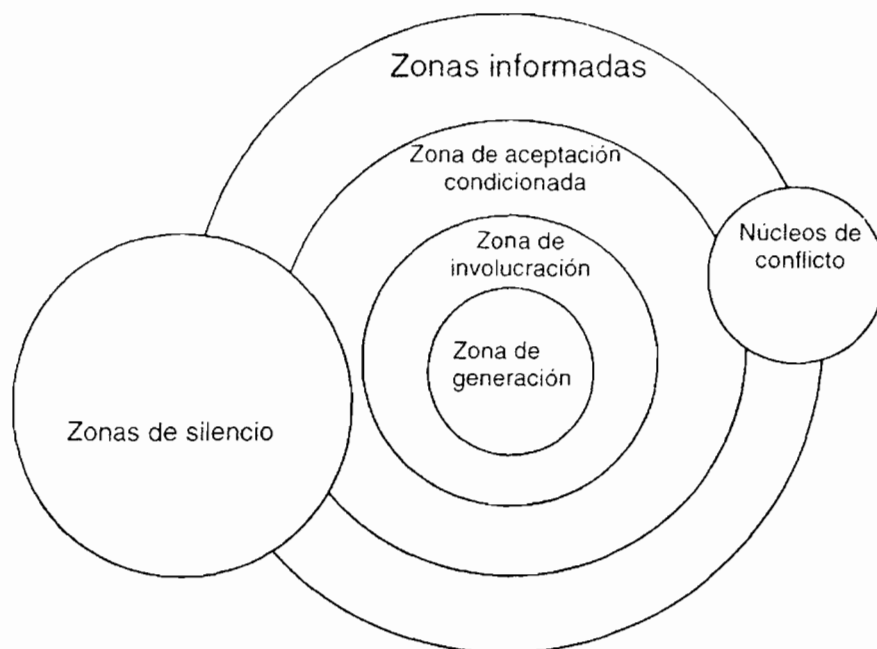 Zonas informadas
Zona de aceptación
condicionada
Zona de
involucración
Núcleos de
conflicto
Zona de
generación
Zonas de silencio